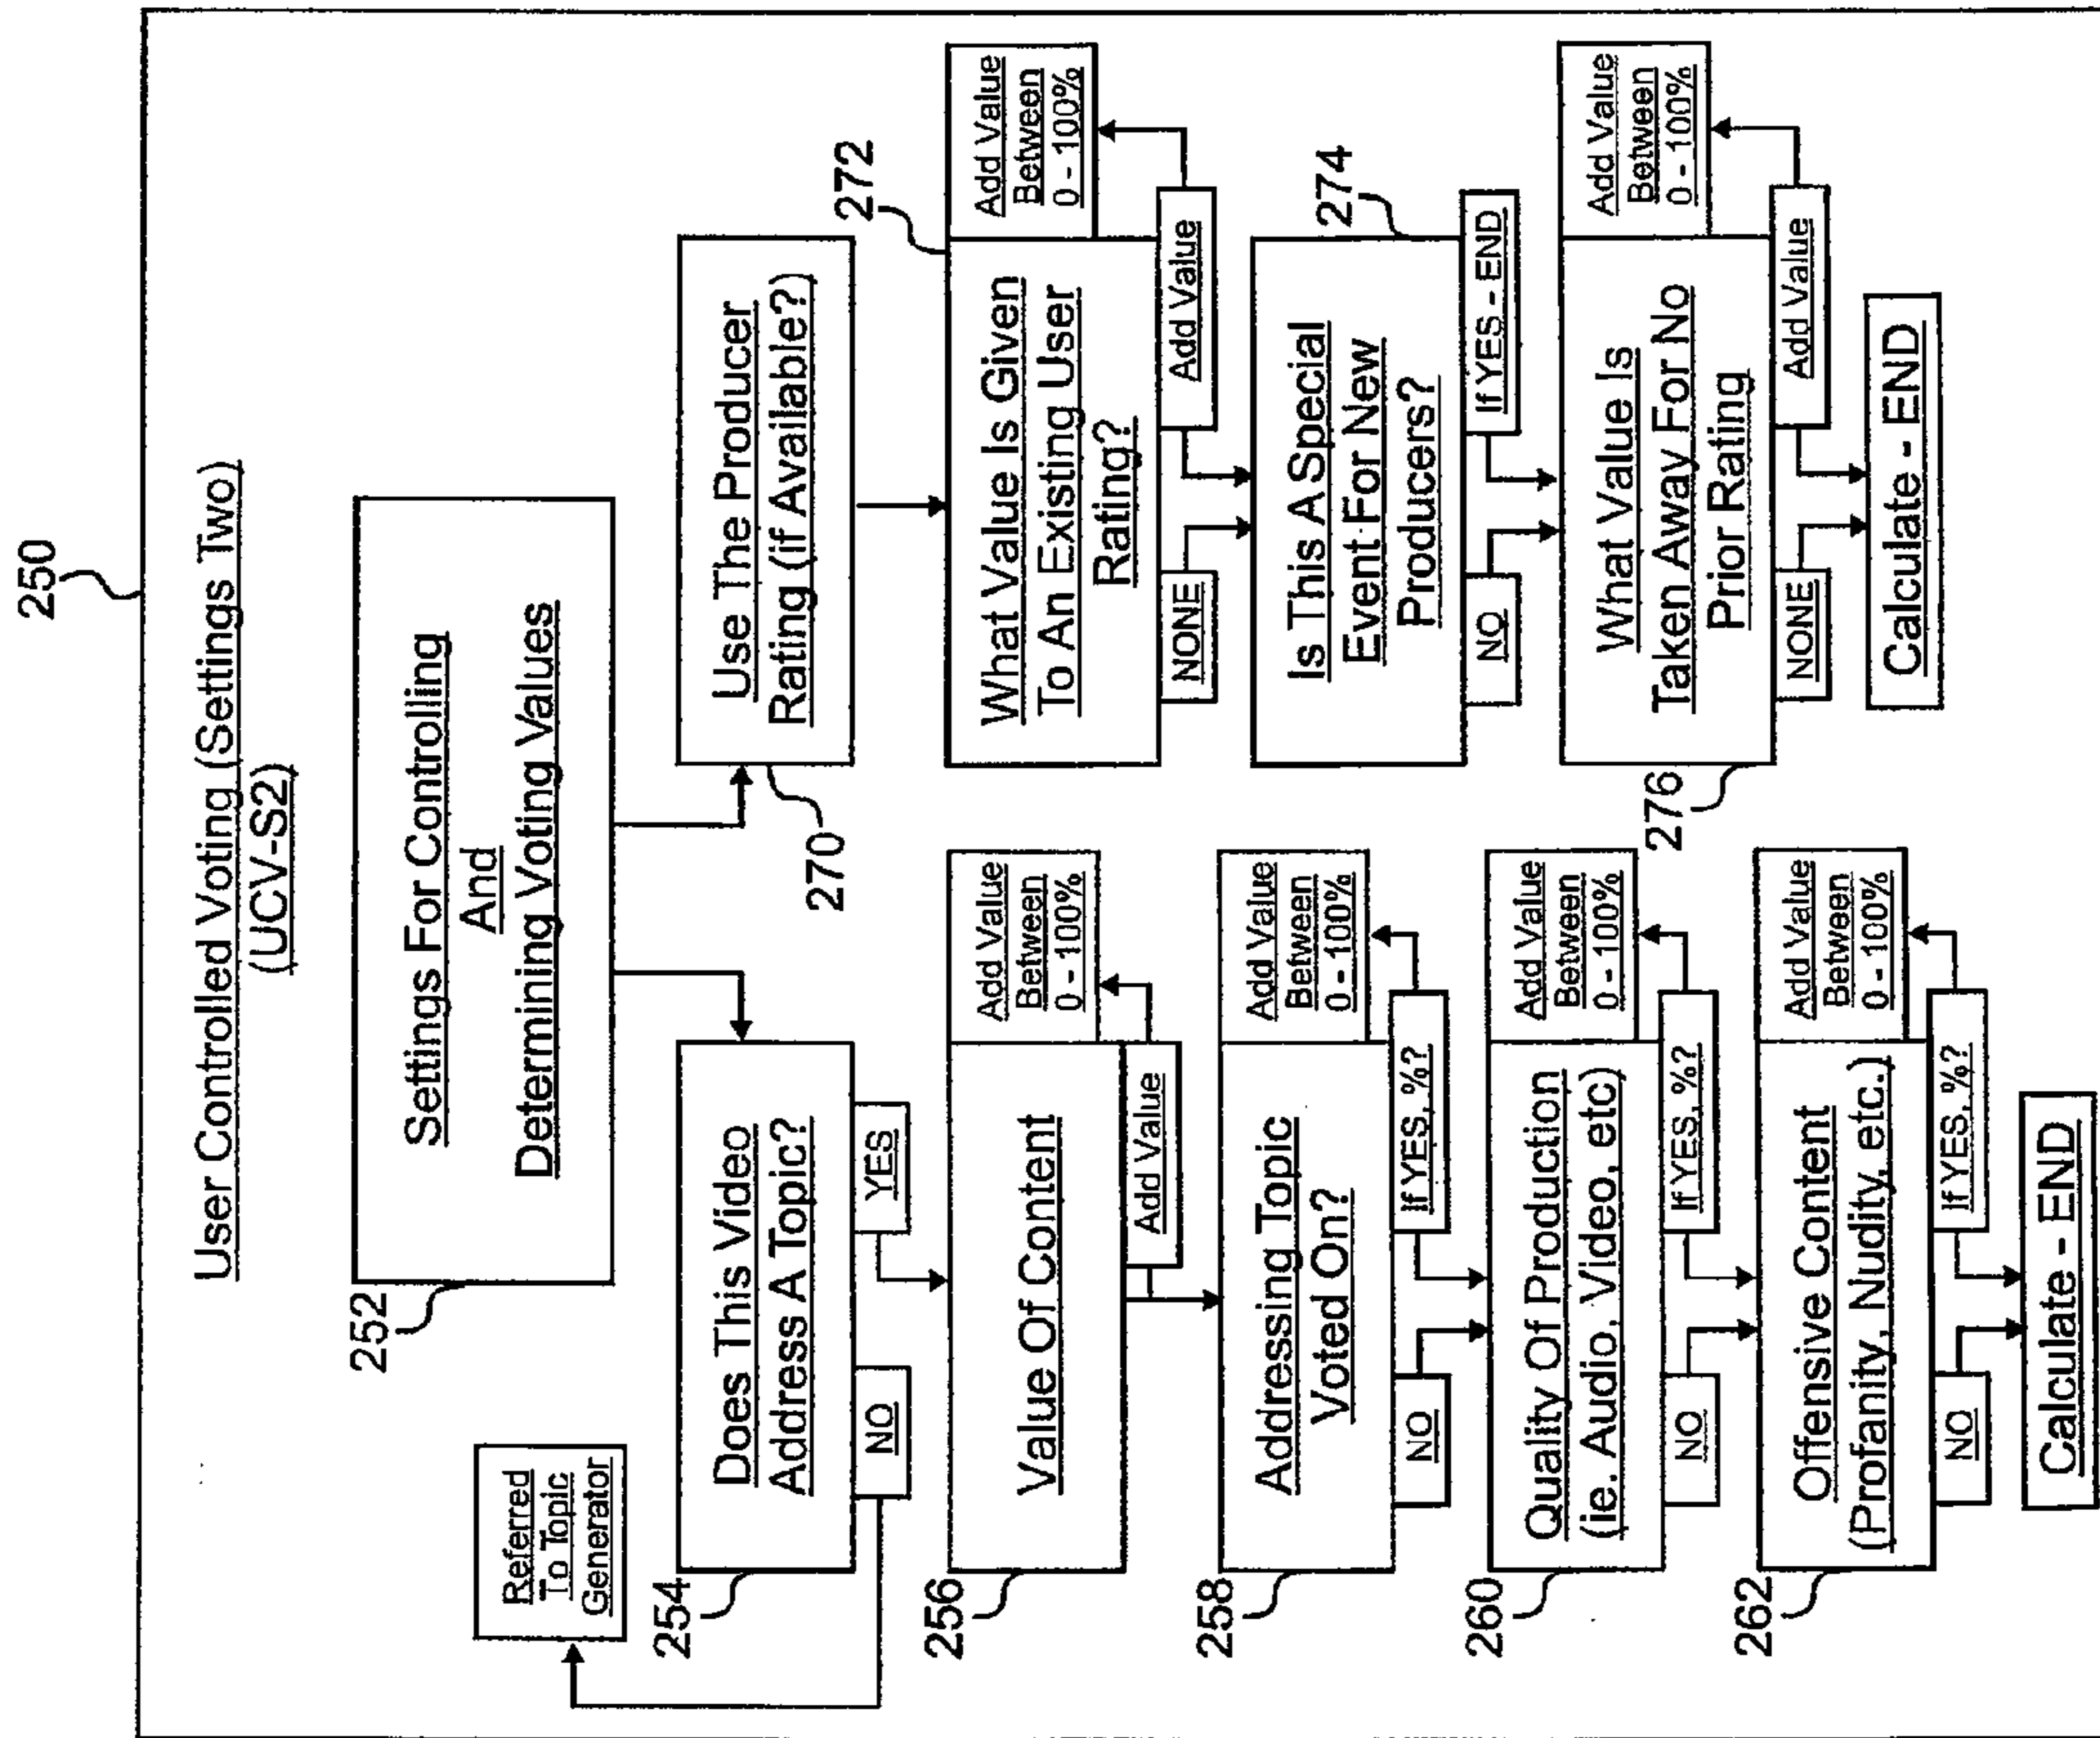 250
User Controlled Voting (Settings Two)
(UCV-S2)
252
Settings For Controlling
And
Determining Voting Values
Referred
To Topic
Generator
254
Does This Video
Address A Topic?
NO
YES
256
Value Of Content
Add Value
Add Value
Between
0 - 100%
258
Addressing Topic
Voted On?
NO
If YES, %?
Add Value
Between
0 - 100%
260
Quality Of Production
(ie. Audio, Video, etc)
NO
If YES, %?
Add Value
Between
0 - 100%
262
Offensive Content
(Profanity, Nudity, etc.)
NO
If YES, %?
Add Value
Between
0 - 100%
Calculate - END
270
Use The Producer
Rating (if Available?)
272
What Value Is Given
To An Existing User
Rating?
NONE
Add Value
Add Value
Between
0 - 100%
274
Is This A Special
Event For New
Producers?
NO
If YES - END
276
What Value Is
Taken Away For No
Prior Rating
NONE
Add Value
Add Value
Between
0 - 100%
Calculate - END